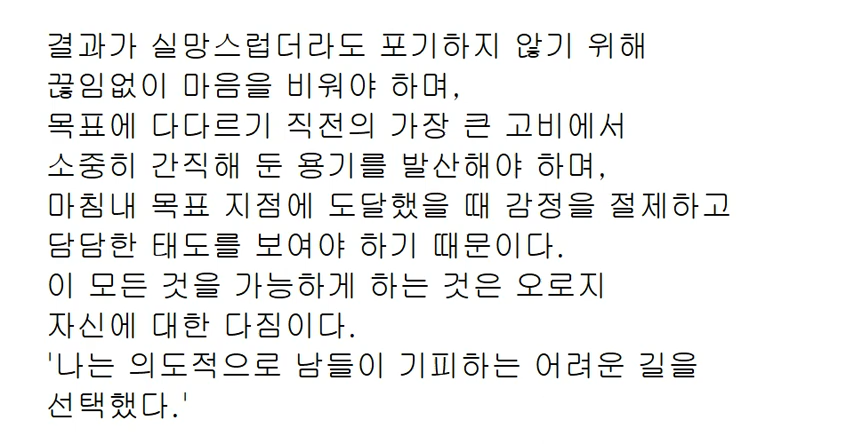 결과가 실망스럽더라도 포기하지 않기 위해
끊임없이 마음을 비워야 하며,
목표에 다다르기 직전의 가장 큰 고비에서
소중히 간직해 둔 용기를 발산해야 하며,
마침내 목표 지점에 도달했을 때 감정을 절제하고
담담한 태도를 보여야 하기 때문이다.
이 모든 것을 가능하게 하는 것은 오로지
자신에 대한 다짐이다.
'나는 의도적으로 남들이 기피하는 어려운 길을
선택했다.'